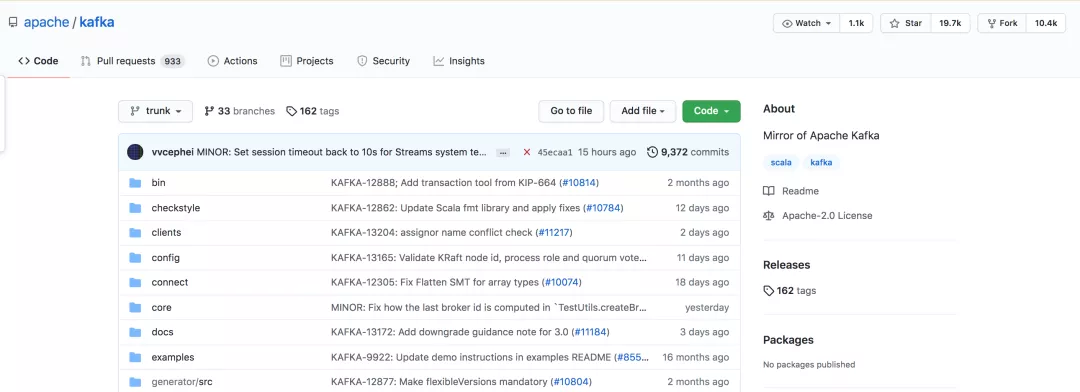 apache / kafka
Watch 1.1k Star 19.7k Fork 10.4k
Code Pull requests 933 Actions Projects Security Insights
trunk 33 branches 162 tags Go to file Add file Code
vvcephei MINOR: Set session timeout back to 10s for Streams system te... ... 45ecaa1 15 hours ago 9,372 commits
bin KAFKA-12888; Add transaction tool from KIP-664 (#10814) 2 months ago
checkstyle KAFKA-12862: Update Scala fmt library and apply fixes (#10784) 12 days ago
clients KAFKA-13204: assignor name conflict check (#11217) 2 days ago
config KAFKA-13165: Validate KRaft node id, process role and quorum vote... 11 days ago
connect KAFKA-12305: Fix Flatten SMT for array types (#10074) 18 days ago
core MINOR: Fix how the last broker id is computed in `TestUtils.createBr... yesterday
docs KAFKA-13172: Add downgrade guidance note for 3.0 (#11184) 3 days ago
examples KAFKA-9922: Update demo instructions in examples README (#855... 16 months ago
generator/src KAFKA-12877: Make flexibleVersions mandatory (#10804) 2 months ago
About
Mirror of Apache Kafka
scala kafka
Readme
Apache-2.0 License
Releases
162 tags
Packages
No packages published